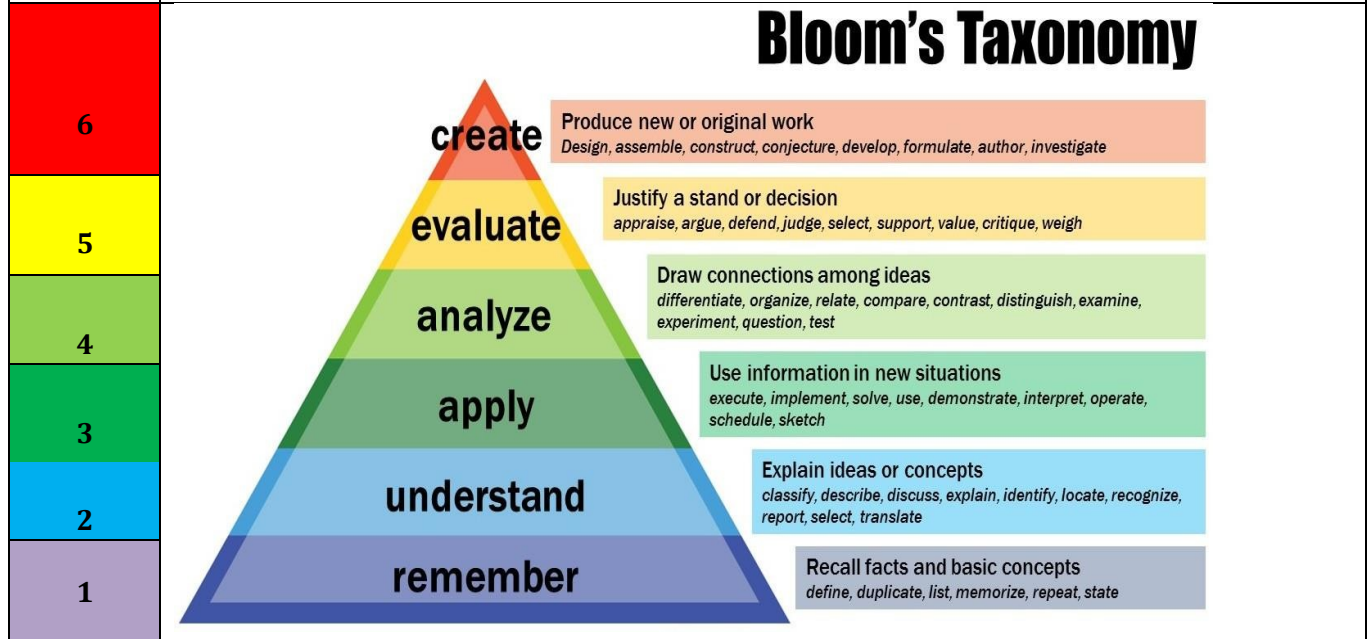 Bloom's Taxonomy
6
create
Produce new or original work
Design, assemble, construct, conjecture, develop, formulate, author, investigate
5
evaluate
Justify a stand or decision
appraise, argue, defend, judge, select, support, value, critique, weigh
4
analyze
Draw connections among ideas
differentiate, organize, relate, compare, contrast, distinguish, examine,
experiment, question, test
3
apply
Use information in new situations
execute, implement, solve, use, demonstrate, interpret, operate,
schedule, sketch
2
understand
Explain ideas or concepts
classify, describe, discuss, explain, identify, locate, recognize,
report, select, translate
1
remember
Recall facts and basic concepts
define, duplicate, list, memorize, repeat, state